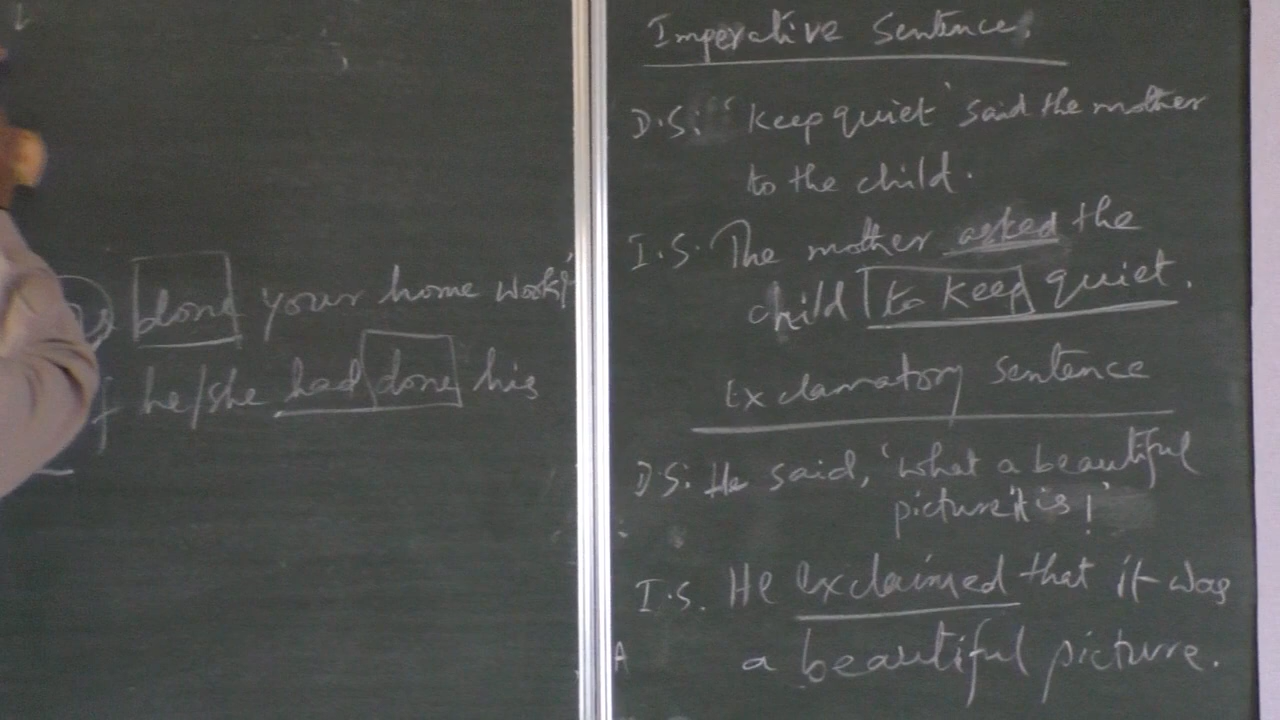 done your home work?'
he/she had done his
Imperative Sentence.
D.S: 'Keep quiet' said the mother
to the child.
I.S. The mother asked the
child to keep quiet.
Exclamatory sentence
D.S: He said, 'what a beautiful
picture it is!'
I.S. He exclaimed that it was
a beautiful picture.